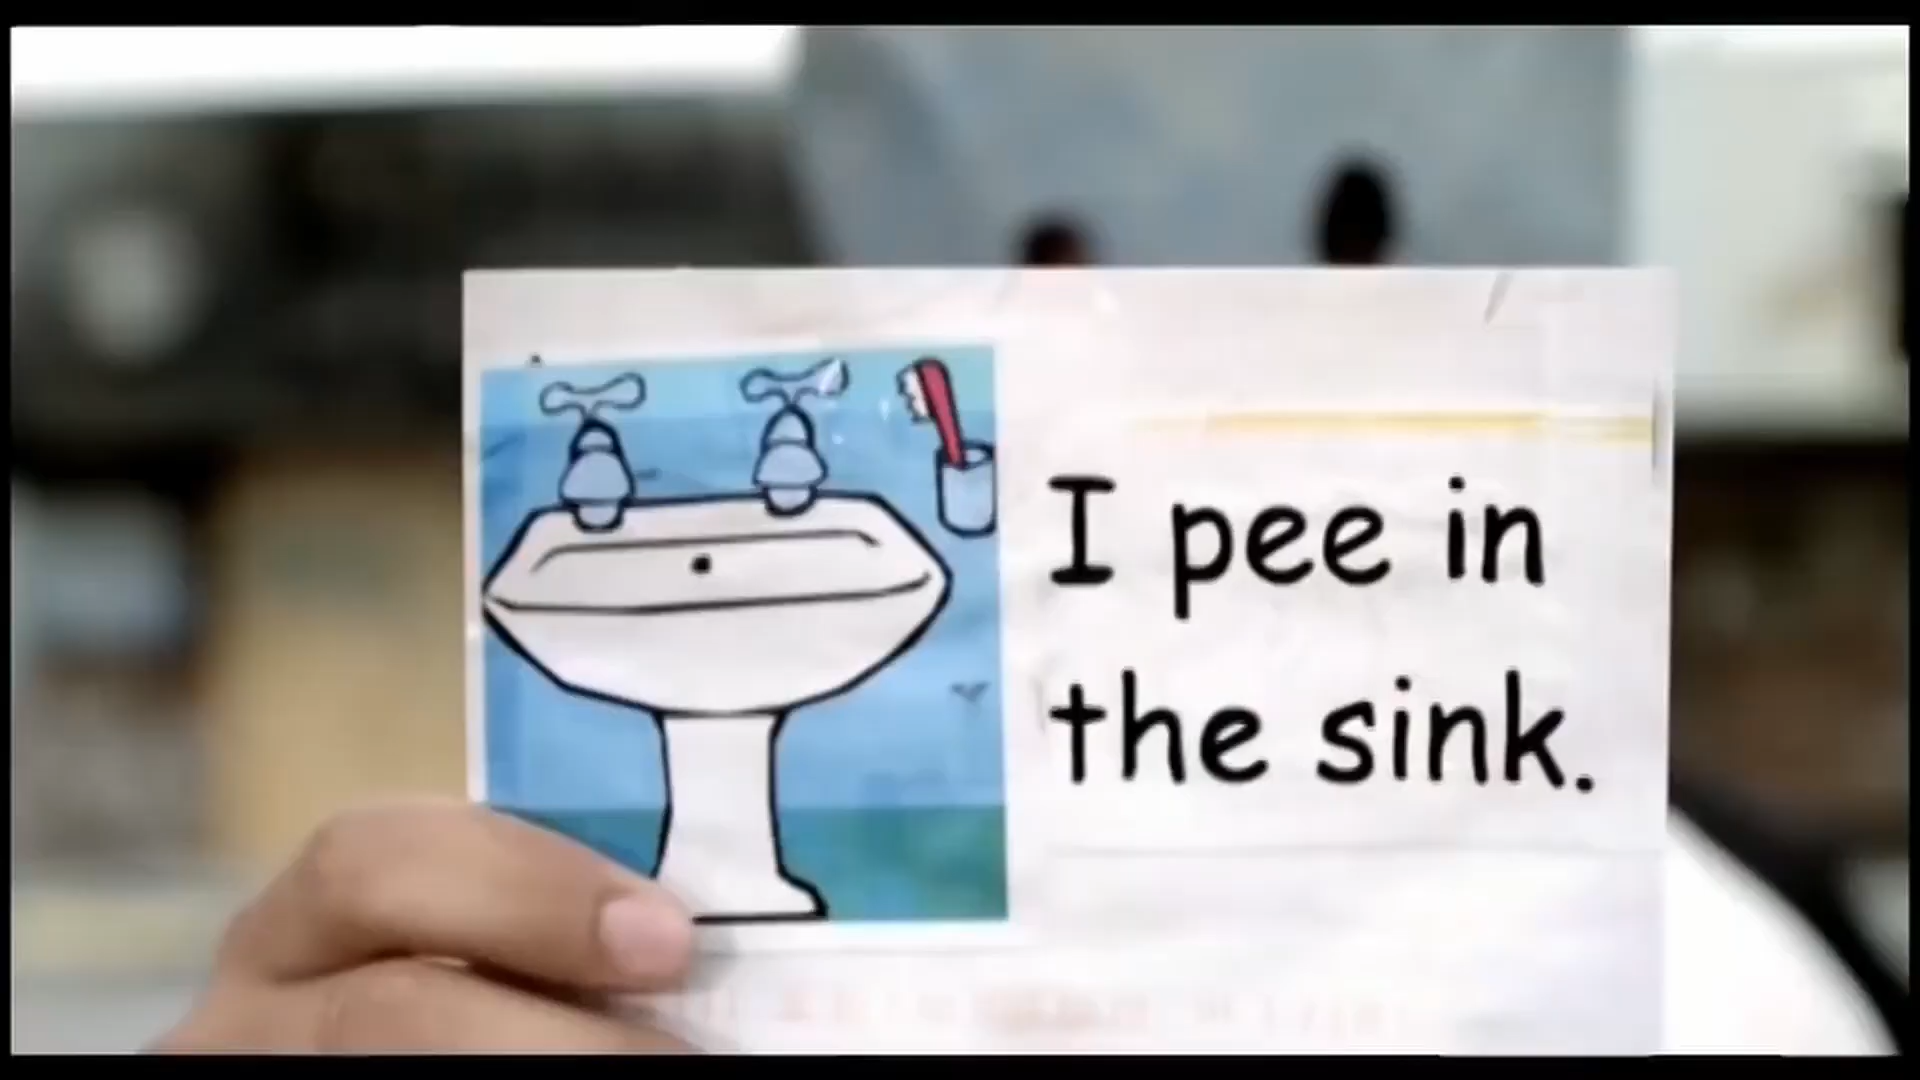 I pee in
the sink.